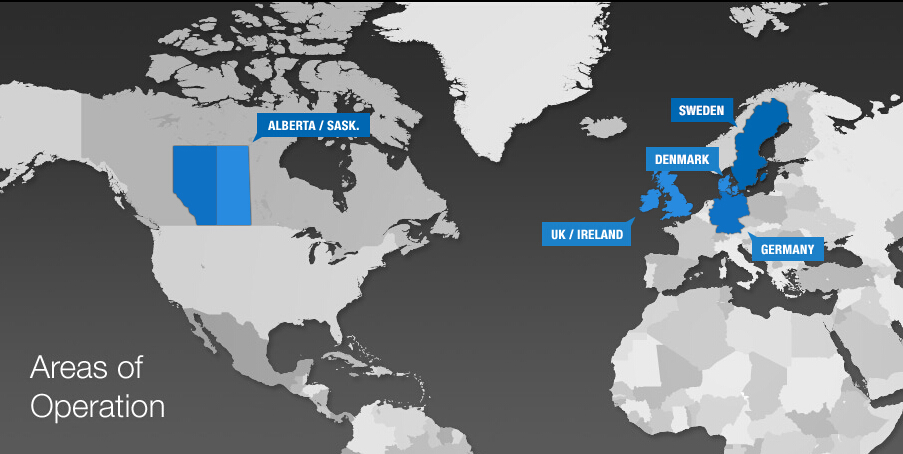 SWEDEN
ALBERTA / SASK.
DENMARK
UK / IRELAND
GERMANY
Areas of
Operation